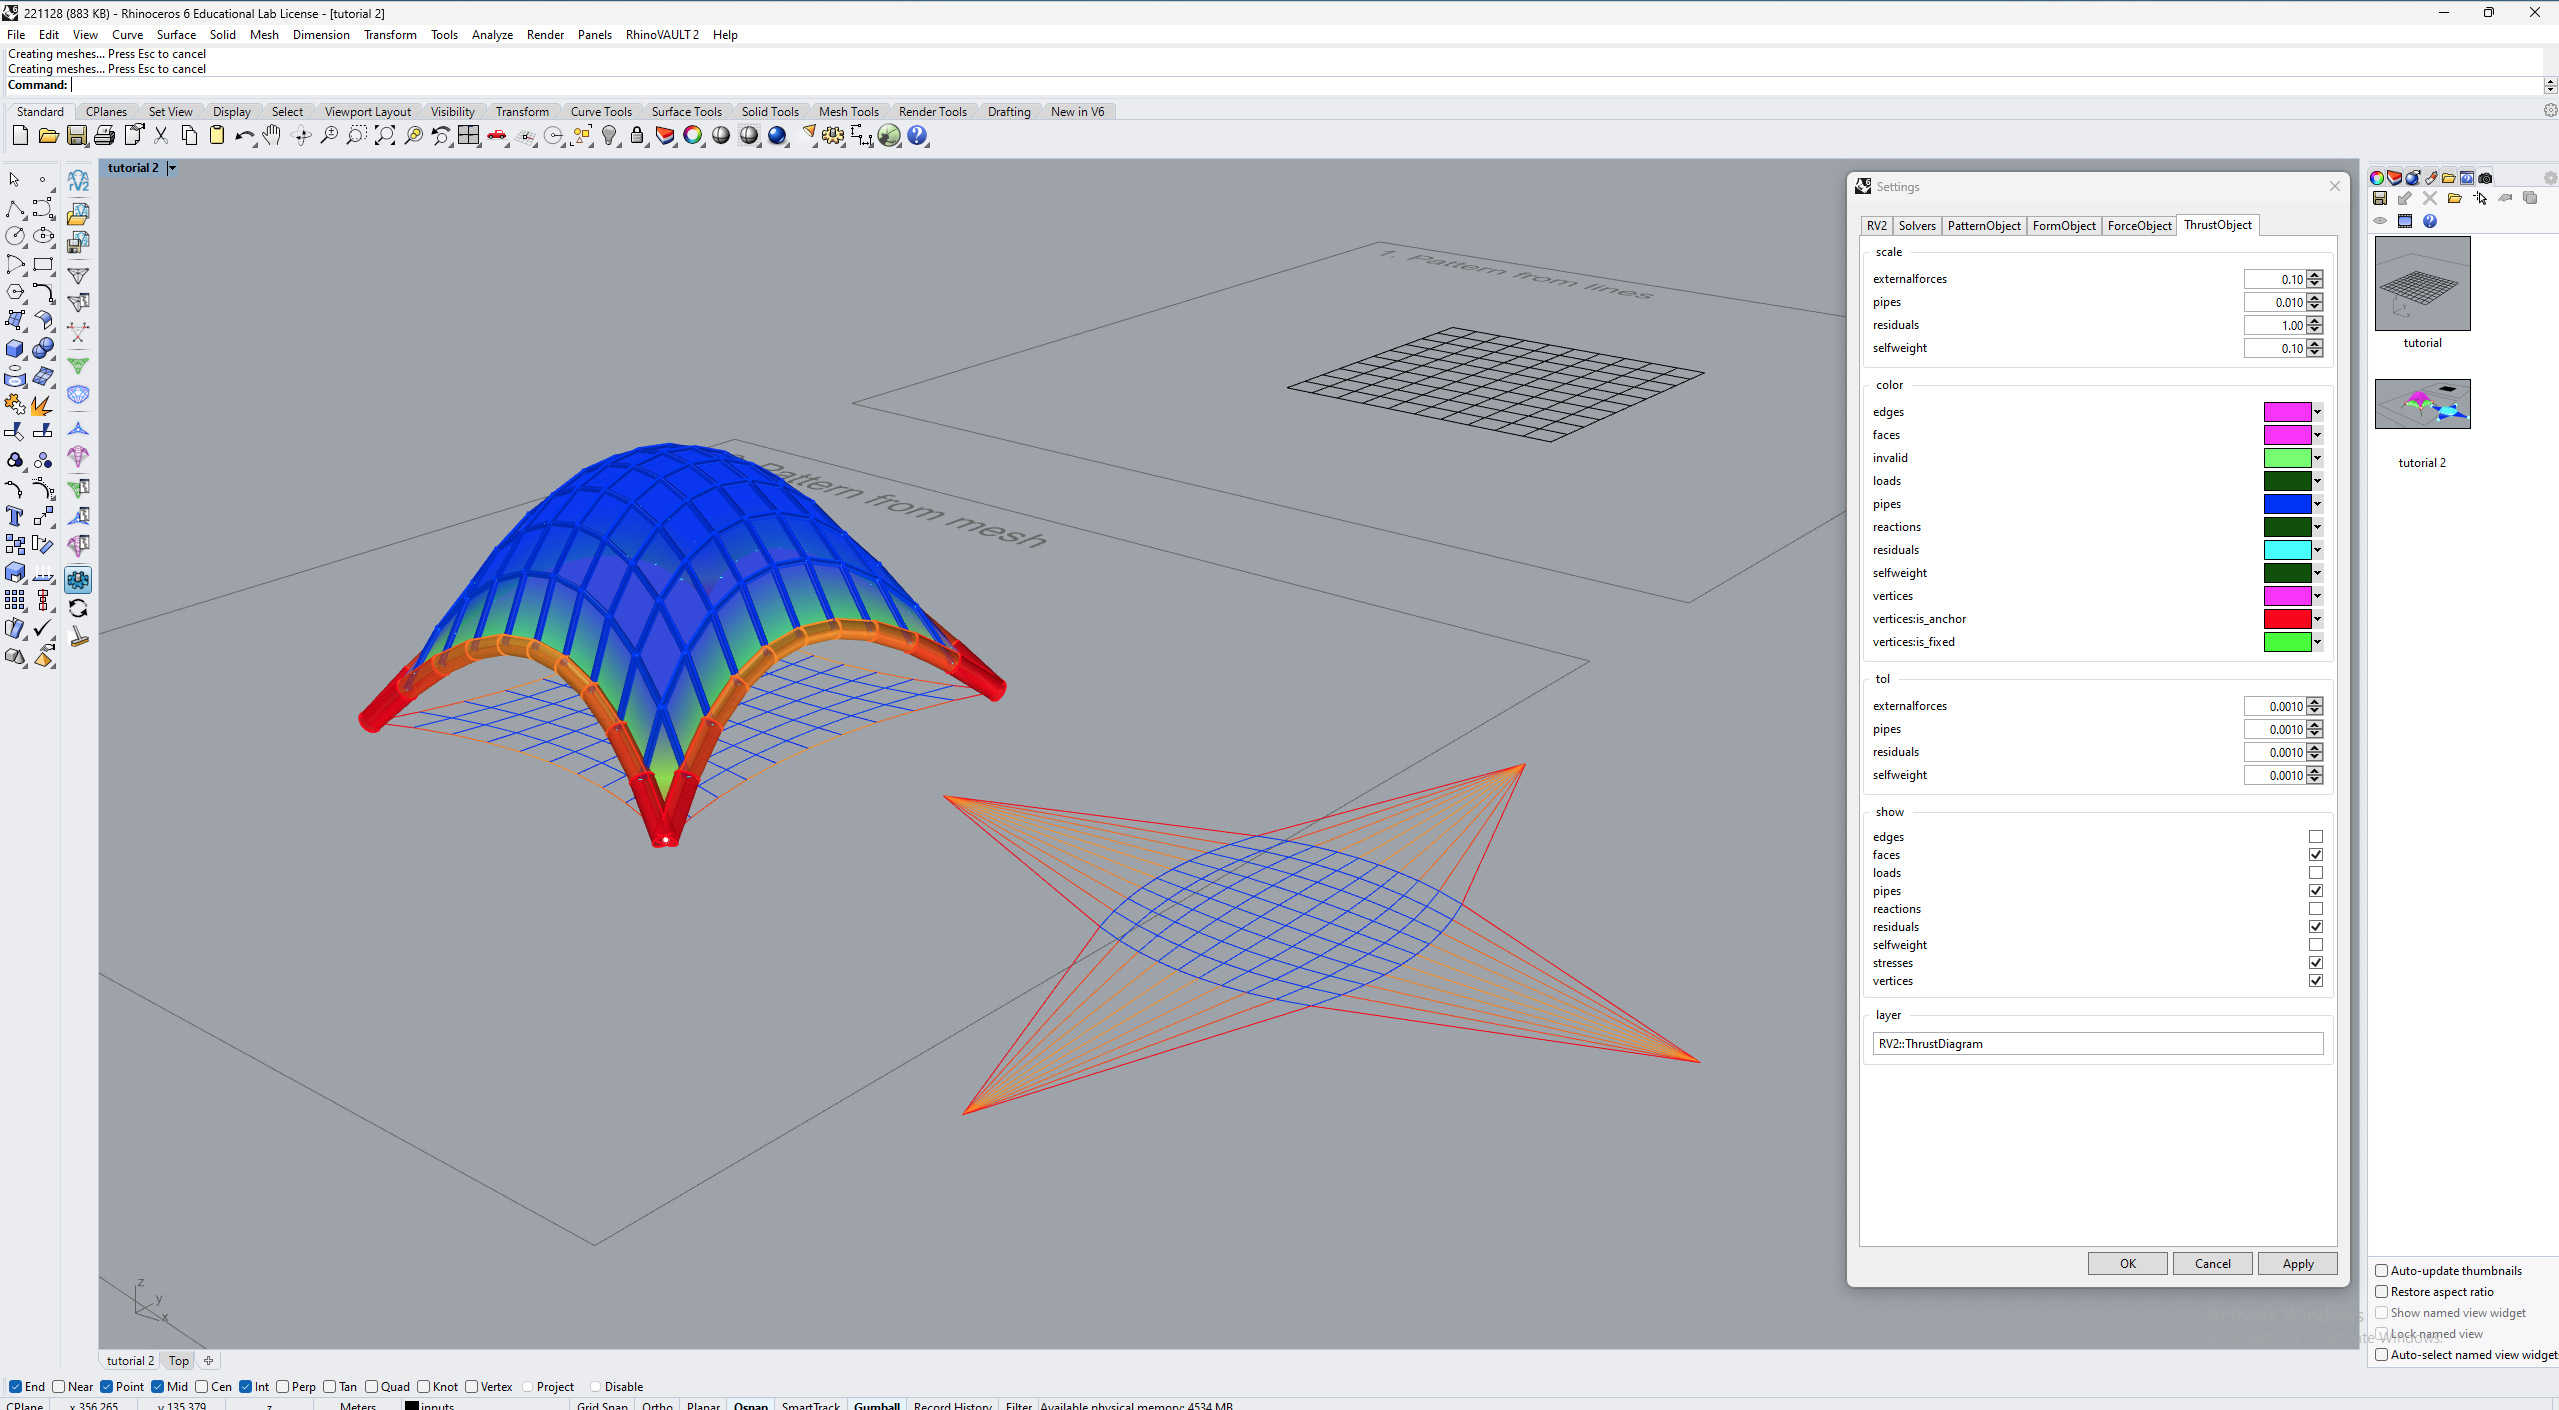 221128 (883 KB) - Rhinoceros 6 Educational Lab License - [tutorial 2]
File Edit View Curve Surface Solid Mesh Dimension Transform Tools Analyze Render Panels RhinoVAULT 2 Help
Creating meshes... Press Esc to cancel
Creating meshes... Press Esc to cancel
Command:
Standard CPlanes Set View Display Select Viewport Layout Visibility Transform Curve Tools Surface Tools Solid Tools Mesh Tools Render Tools Drafting New in V6
tutorial 2
1. Pattern from lines
Pattern from mesh
rV2
Settings
RV2 Solvers PatternObject FormObject ForceObject ThrustObject
scale
externalforces 0.10
pipes 0.010
residuals 1.00
selfweight 0.10
color
edges
faces
invalid
loads
pipes
reactions
residuals
selfweight
vertices
vertices:is_anchor
vertices:is_fixed
tol
externalforces 0.0010
pipes 0.0010
residuals 0.0010
selfweight 0.0010
show
edges
faces
loads
pipes
reactions
residuals
selfweight
stresses
vertices
layer
RV2::ThrustDiagram
OK Cancel Apply
tutorial
tutorial 2
Auto-update thumbnails
Restore aspect ratio
Show named view widget
Lock named view
Auto-select named view widget
Activate Windows
z
y
x
tutorial 2 Top
End Near Point Mid Cen Int Perp Tan Quad Knot Vertex Project Disable
CPlane x 356.265 y 135.379 z Meters inputs Grid Snap Ortho Planar Osnap SmartTrack Gumball Record History Filter Available physical memory: 4534 MB